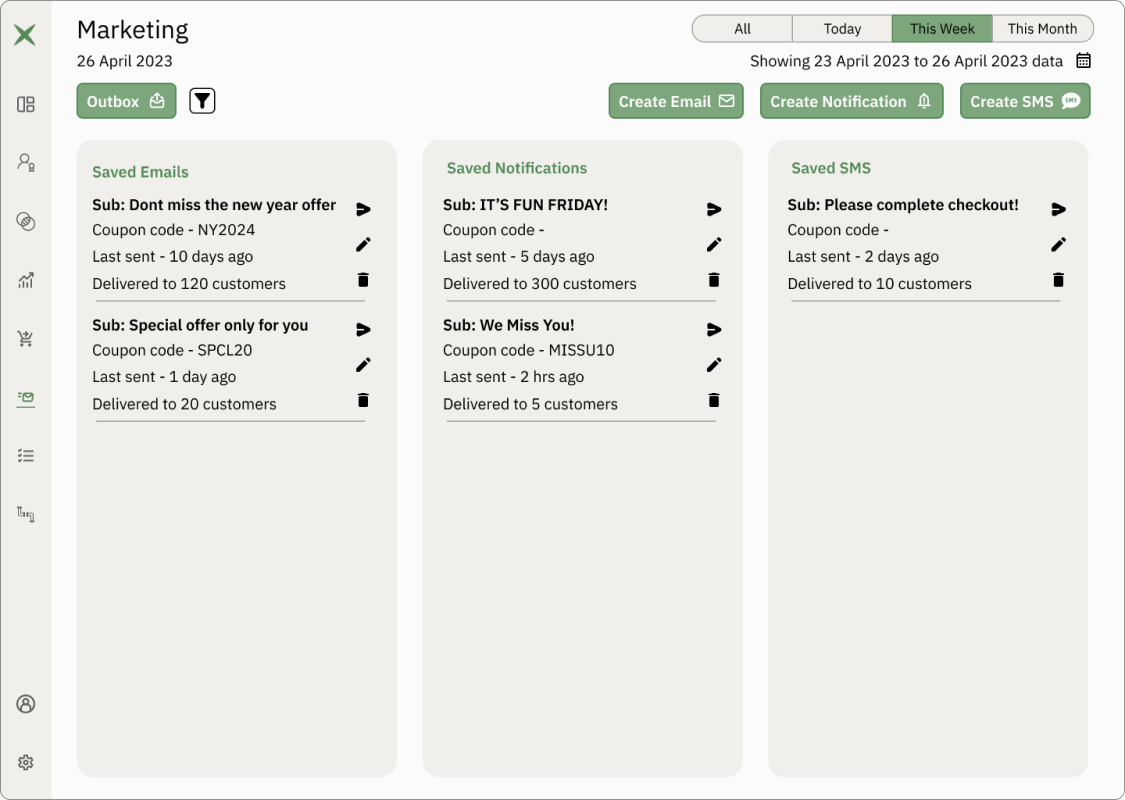 Marketing
All
Today
This Week
This Month
26 April 2023
Showing 23 April 2023 to 26 April 2023 data
Outbox
Create Email
Create Notification
Create SMS
SMS
Saved Emails
Sub: Dont miss the new year offer
Coupon code - NY2024
Last sent - 10 days ago
Delivered to 120 customers
Sub: Special offer only for you
Coupon code - SPCL20
Last sent - 1 day ago
Delivered to 20 customers
Saved Notifications
Sub: IT’S FUN FRIDAY!
Coupon code -
Last sent - 5 days ago
Delivered to 300 customers
Sub: We Miss You!
Coupon code - MISSU10
Last sent - 2 hrs ago
Delivered to 5 customers
Saved SMS
Sub: Please complete checkout!
Coupon code -
Last sent - 2 days ago
Delivered to 10 customers